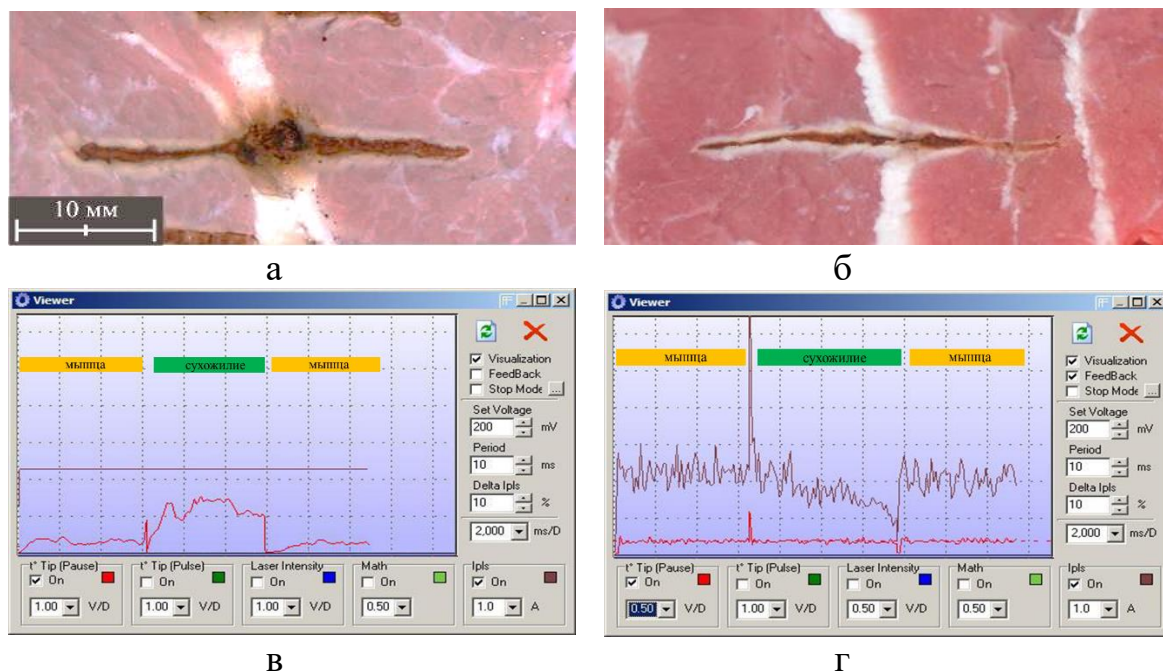 10 мм
а
б
Viewer
мышца
сухожилие
мышца
Visualization
FeedBack
Stop Mode ...
Set Voltage
200 mV
Period
10 ms
Delta Ipls
10 %
2,000 ms/D
t° Tip (Pause)
On
1.00 V/D
t° Tip (Pulse)
On
1.00 V/D
Laser Intensity
On
1.00 V/D
Math
On
0.50
Ipls
On
1.0 A
Viewer
мышца
сухожилие
мышца
Visualization
FeedBack
Stop Mode ...
Set Voltage
200 mV
Period
10 ms
Delta Ipls
10 %
2,000 ms/D
t° Tip (Pause)
On
0.50 V/D
t° Tip (Pulse)
On
1.00 V/D
Laser Intensity
On
0.50 V/D
Math
On
0.50
Ipls
On
1.0 A
в
г